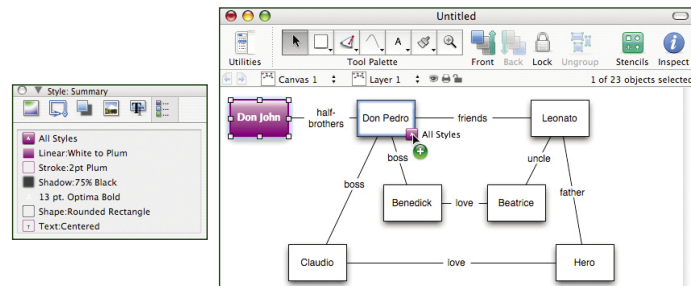 Style: Summary
All Styles
Linear:White to Plum
Stroke:2pt Plum
Shadow:75% Black
13 pt. Optima Bold
Shape:Rounded Rectangle
Text:Centered
Untitled
Utilities
Tool Palette
Front
Back
Lock
Ungroup
Stencils
Inspect
Canvas 1
Layer 1
1 of 23 objects selected
Don John
half-
brothers
Don Pedro
friends
Leonato
All Styles
boss
boss
uncle
father
Benedick
love
Beatrice
Claudio
love
Hero